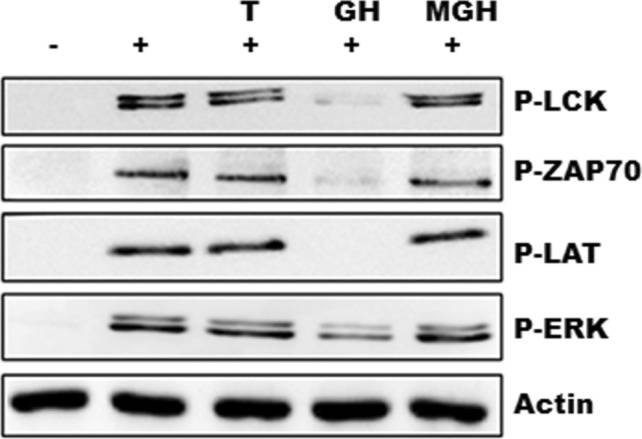 T GH MGH
- + + + +
P-LCK
P-ZAP70
P-LAT
P-ERK
Actin